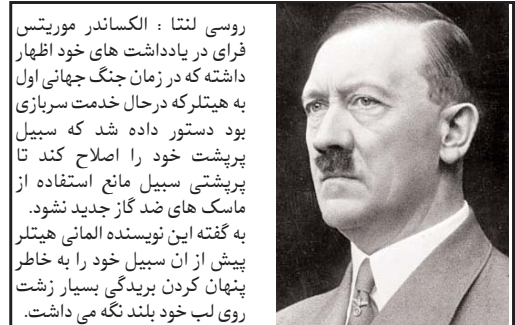 روسی لنتا : الکساندر موریتس
فرای در یادداشت های خود اظهار
داشته که در زمان جنگ جهانی اول
به هیتلرکه درحال خدمت سربازی
بود دستور داده شد که سبیل
پرپشت خود را اصلاح کند تا
پرپشتی سبیل مانع استفاده از
ماسک های ضد گاز جدید نشود.
به گفته این نویسنده المانی هیتلر
پیش از ان سبیل خود را به خاطر
پنهان کردن بریدگی بسیار زشت
روی لب خود بلند نگه می داشت.